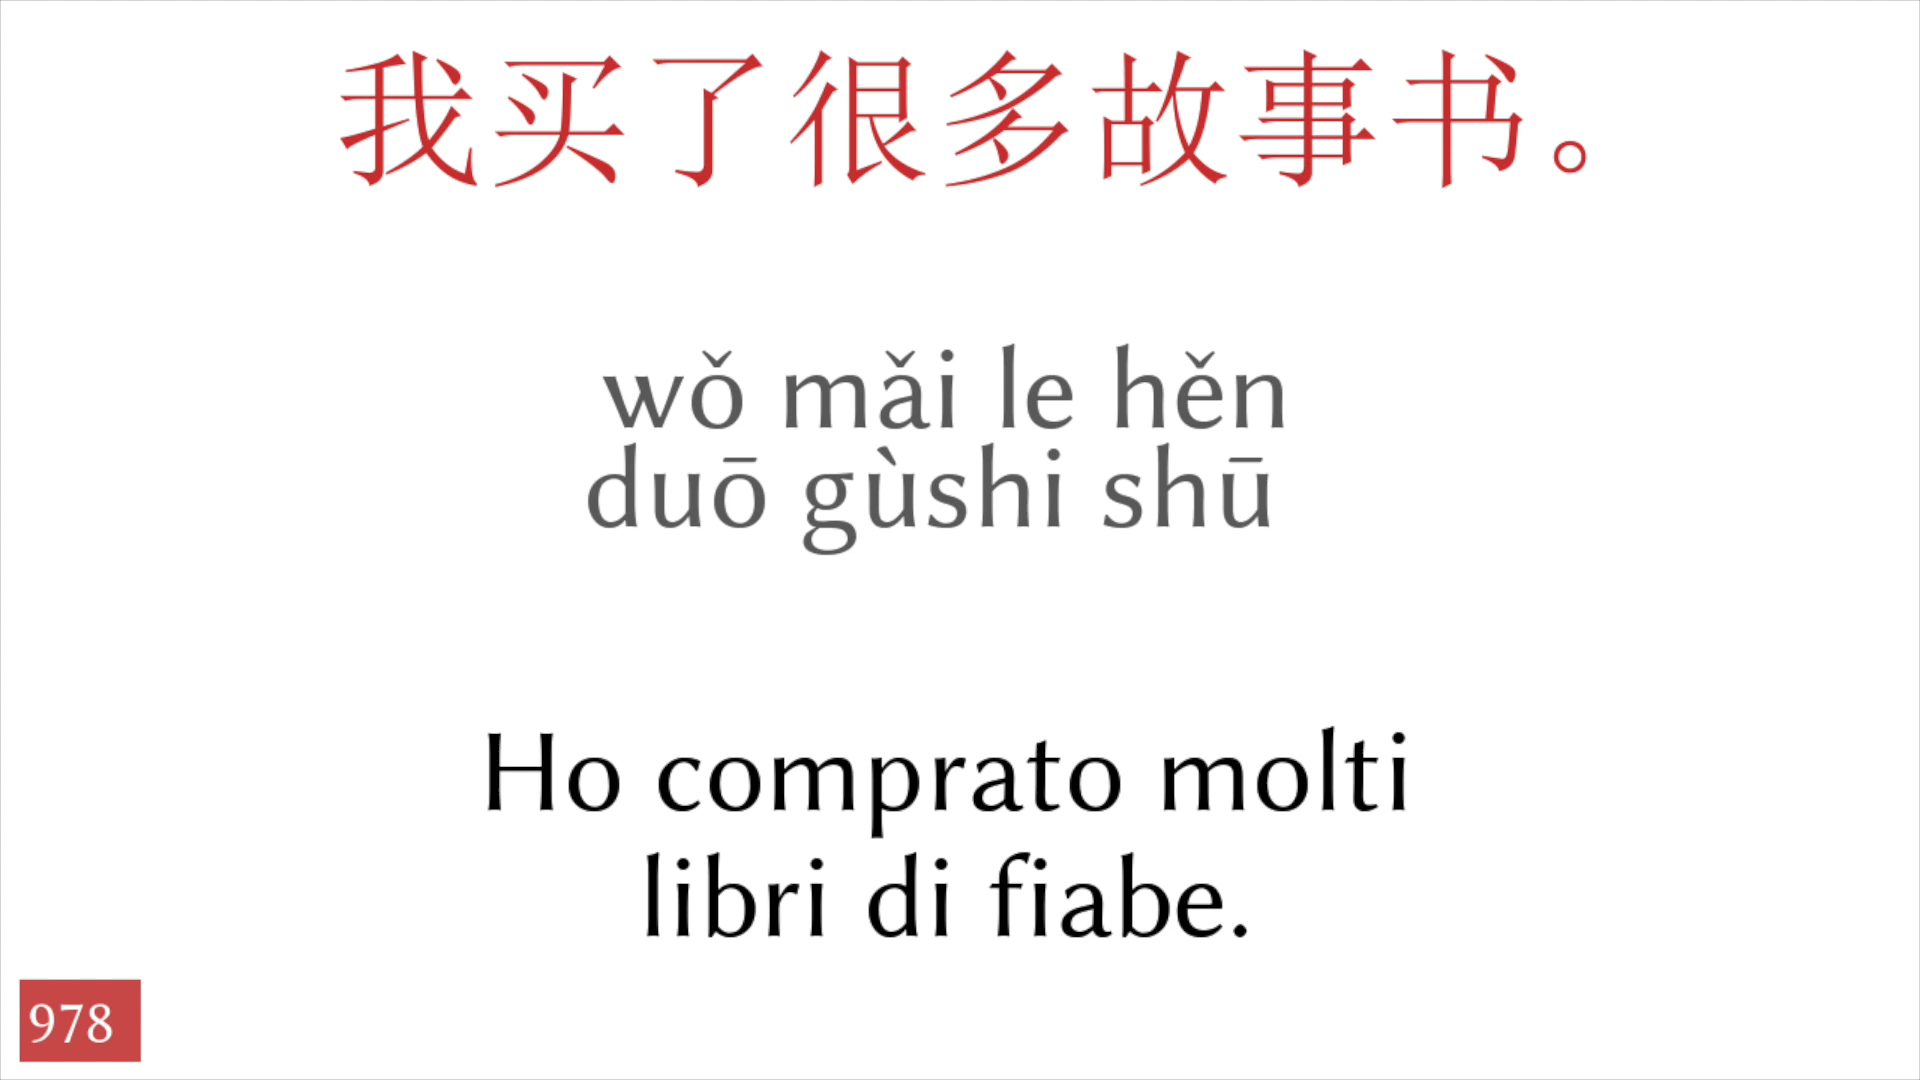 我买了很多故事书。
wǒ mǎi le hěn
duō gùshi shū
Ho comprato molti
libri di fiabe.
978